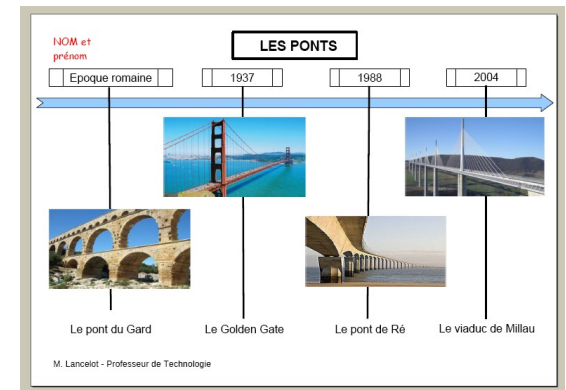 NOM et
prénom
LES PONTS
Epoque romaine
1937
1988
2004
Le pont du Gard
Le Golden Gate
Le pont de Ré
Le viaduc de Millau
M. Lancelot - Professeur de Technologie